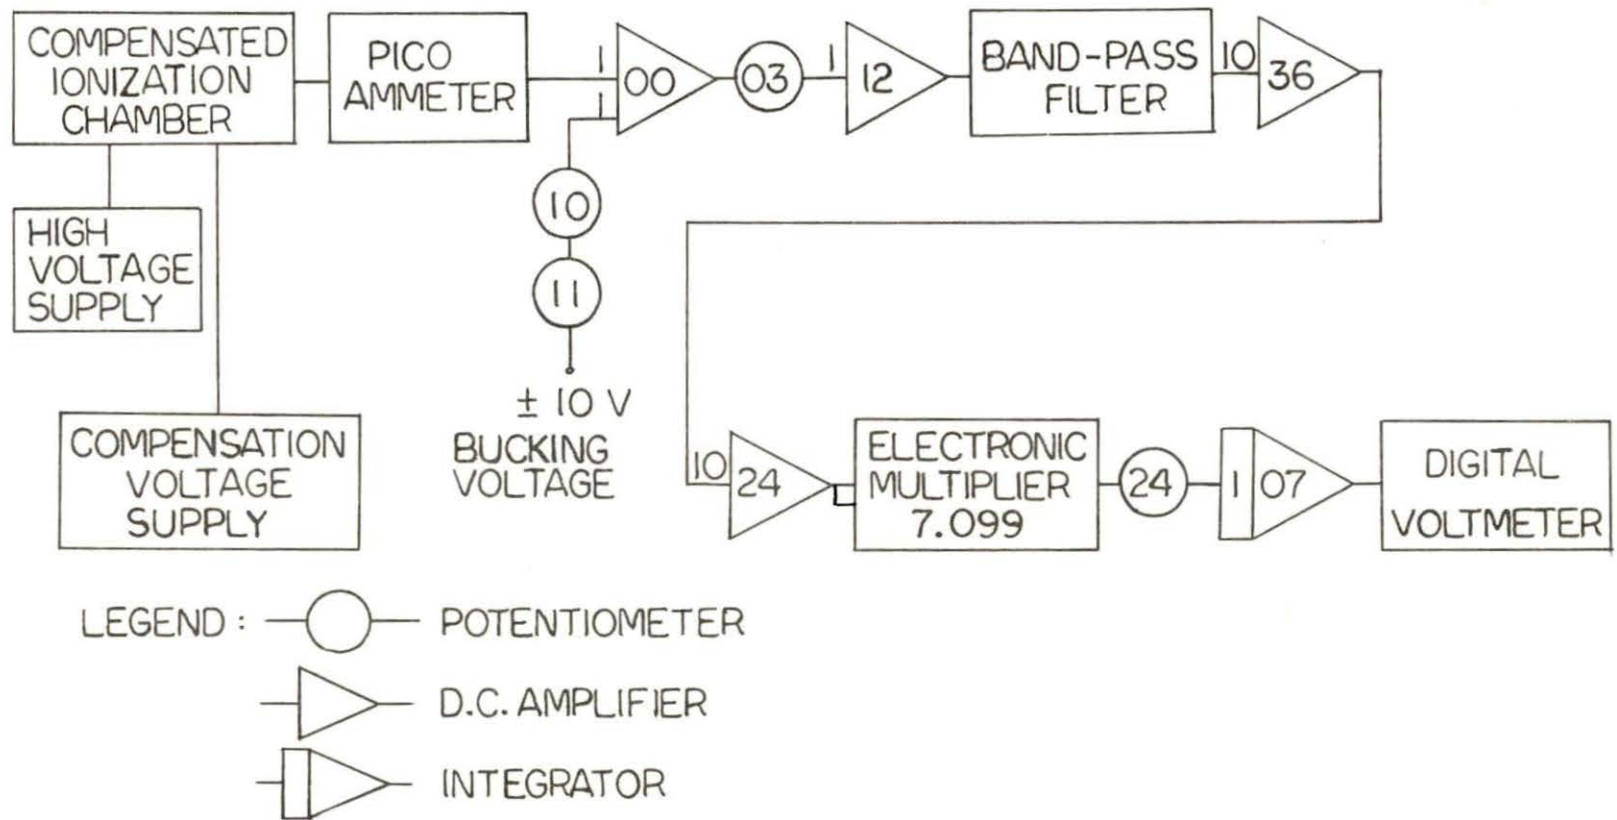 COMPENSATED
IONIZATION
CHAMBER
PICO
AMMETER
1
1
00
03
1
12
BAND-PASS
FILTER
10
36
HIGH
VOLTAGE
SUPPLY
10
11
± 10 V
BUCKING
VOLTAGE
COMPENSATION
VOLTAGE
SUPPLY
10
24
ELECTRONIC
MULTIPLIER
7.099
24
1
07
DIGITAL
VOLTMETER
LEGEND :
POTENTIOMETER
D.C. AMPLIFIER
INTEGRATOR